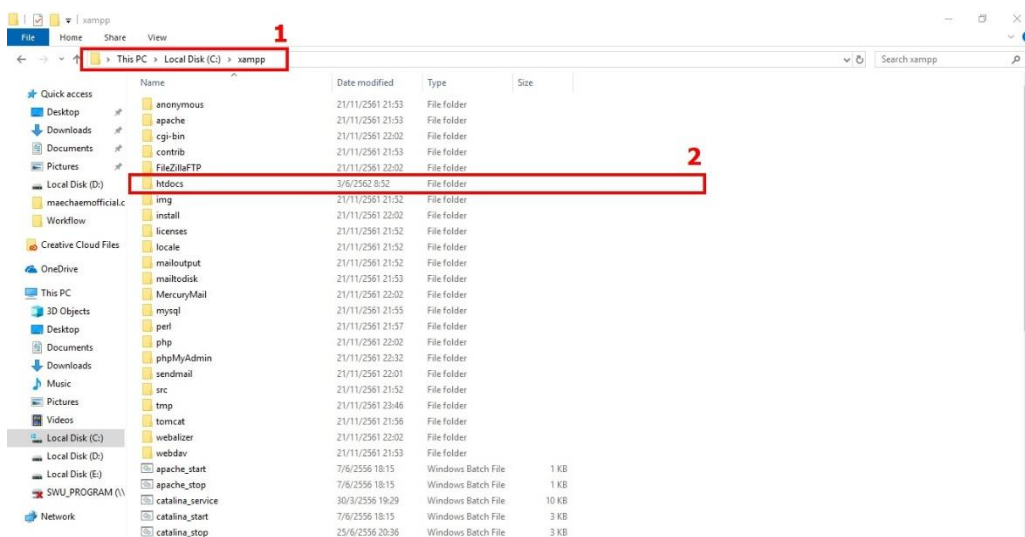 xampp
File Home Share View
1
This PC > Local Disk (C:) > xampp
Search xampp
Name Date modified Type Size
Quick access
Desktop
Downloads
Documents
Pictures
Local Disk (D:)
maechaemofficial.c
Workflow
Creative Cloud Files
OneDrive
This PC
3D Objects
Desktop
Documents
Downloads
Music
Pictures
Videos
Local Disk (C:)
Local Disk (D:)
Local Disk (E:)
SWU_PROGRAM (\\
Network
anonymous 21/11/2561 21:53 File folder
apache 21/11/2561 21:53 File folder
cgi-bin 21/11/2561 22:02 File folder
contrib 21/11/2561 21:53 File folder
FileZillaFTP 21/11/2561 22:02 File folder
2
htdocs 3/6/2562 8:52 File folder
img 21/11/2561 21:52 File folder
install 21/11/2561 22:02 File folder
licenses 21/11/2561 21:52 File folder
locale 21/11/2561 21:52 File folder
mailoutput 21/11/2561 21:52 File folder
mailtodisk 21/11/2561 21:53 File folder
MercuryMail 21/11/2561 22:02 File folder
mysql 21/11/2561 21:55 File folder
perl 21/11/2561 21:57 File folder
php 21/11/2561 22:02 File folder
phpMyAdmin 21/11/2561 22:32 File folder
sendmail 21/11/2561 22:01 File folder
src 21/11/2561 21:52 File folder
tmp 21/11/2561 23:46 File folder
tomcat 21/11/2561 21:56 File folder
webalizer 21/11/2561 22:02 File folder
webdav 21/11/2561 21:53 File folder
apache_start 7/6/2556 18:15 Windows Batch File 1 KB
apache_stop 7/6/2556 18:15 Windows Batch File 1 KB
catalina_service 30/3/2556 19:29 Windows Batch File 10 KB
catalina_start 7/6/2556 18:15 Windows Batch File 3 KB
catalina_stop 25/6/2556 20:36 Windows Batch File 3 KB